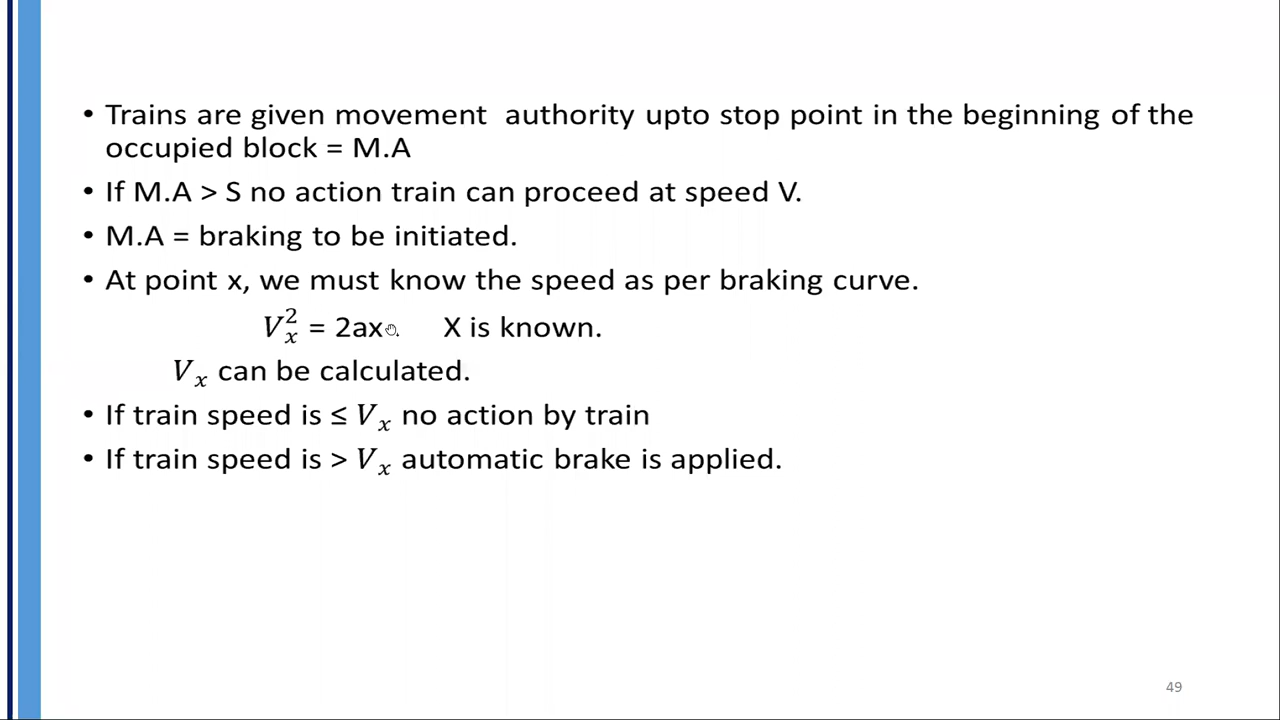 • Trains are given movement authority upto stop point in the beginning of the
occupied block = M.A
• If M.A > S no action train can proceed at speed V.
• M.A = braking to be initiated.
• At point x, we must know the speed as per braking curve.
V²ₓ = 2ax X is known.
Vₓ can be calculated.
• If train speed is ≤ Vₓ no action by train
• If train speed is > Vₓ automatic brake is applied.
49